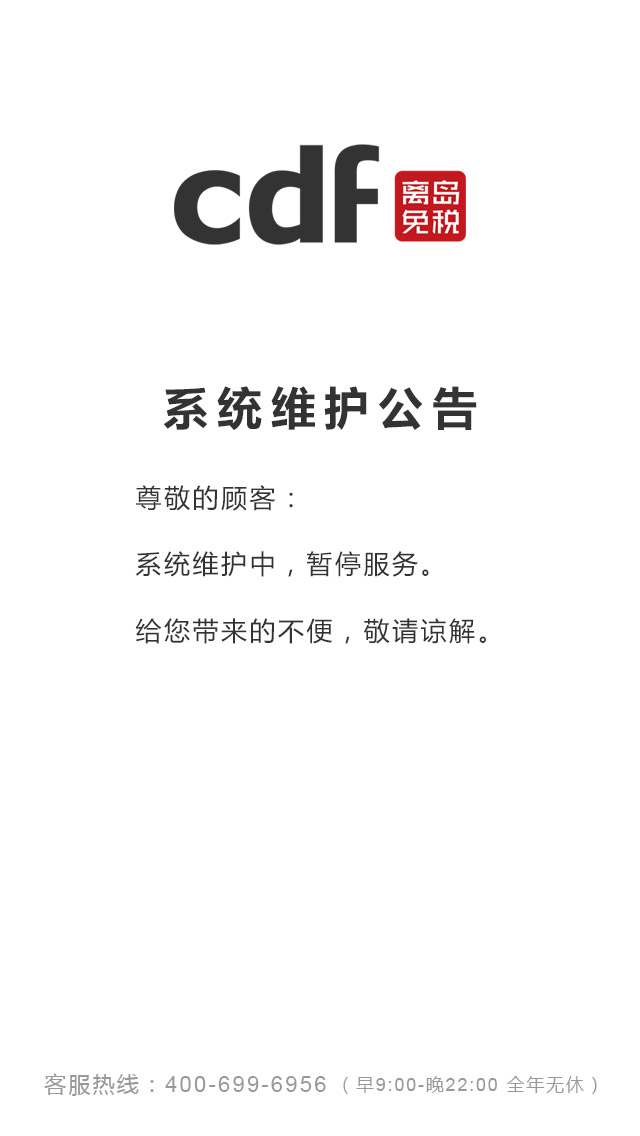 cdf
离岛
免税
系统维护公告
尊敬的顾客：
系统维护中，暂停服务。
给您带来的不便，敬请谅解。
客服热线：400-699-6956（早9:00-晚22:00 全年无休）